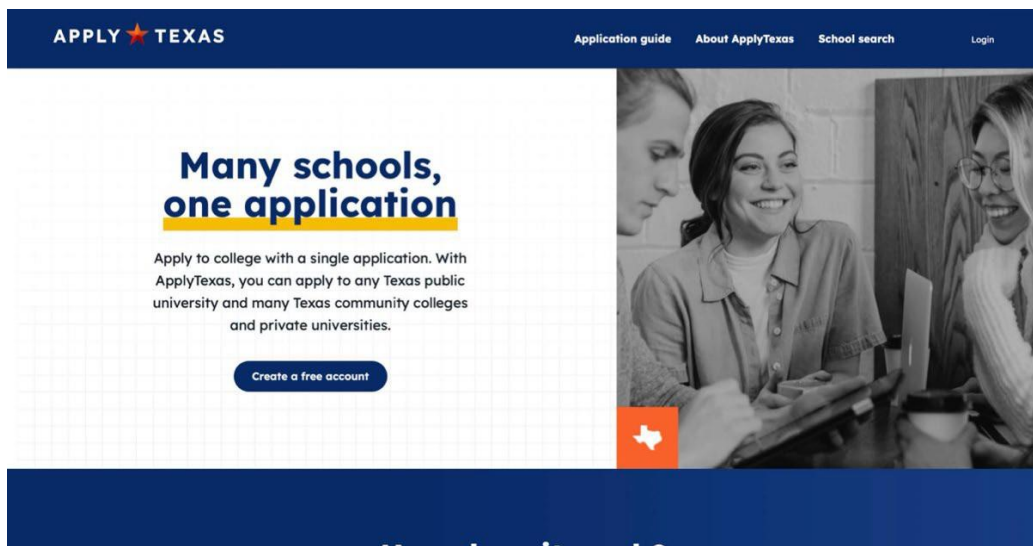 APPLY TEXAS
Application guide About ApplyTexas School search Login
Many schools,
one application
Apply to college with a single application. With
ApplyTexas, you can apply to any Texas public
university and many Texas community colleges
and private universities.
Create a free account